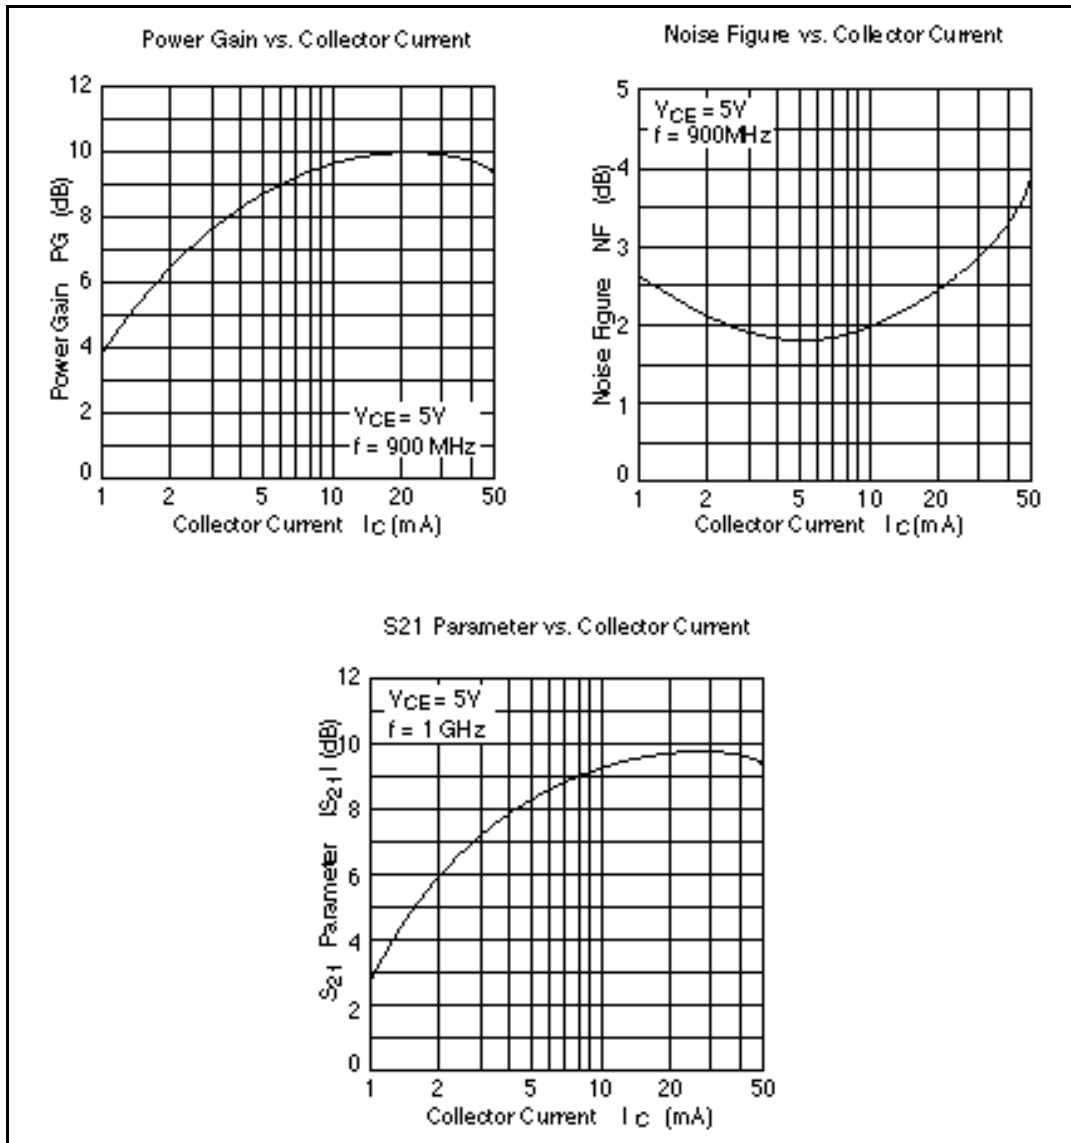 Power Gain vs. Collector Current
12
10
8
6
4
2
0
Power Gain PG (dB)
VCE = 5V
f = 900 MHz
1 2 5 10 20 50
Collector Current IC (mA)
Noise Figure vs. Collector Current
5
4
3
2
1
0
Noise Figure NF (dB)
VCE = 5V
f = 900MHz
1 2 5 10 20 50
Collector Current IC (mA)
S21 Parameter vs. Collector Current
12
10
8
6
4
2
0
S21 Parameter IS21I (dB)
VCE = 5V
f = 1 GHz
1 2 5 10 20 50
Collector Current IC (mA)